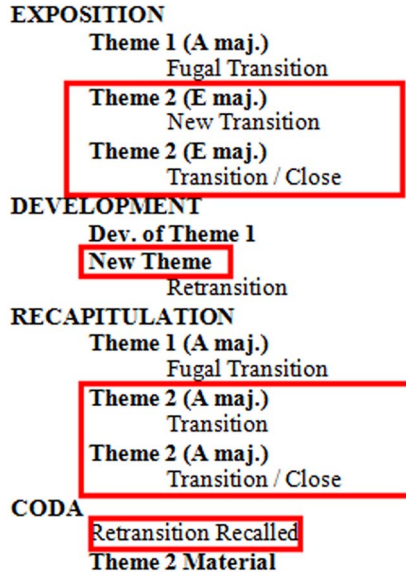 EXPOSITION
Theme 1 (A maj.)
Fugal Transition
Theme 2 (E maj.)
New Transition
Theme 2 (E maj.)
Transition / Close
DEVELOPMENT
Dev. of Theme 1
New Theme
Retransition
RECAPITULATION
Theme 1 (A maj.)
Fugal Transition
Theme 2 (A maj.)
Transition
Theme 2 (A maj.)
Transition / Close
CODA
Retransition Recalled
Theme 2 Material